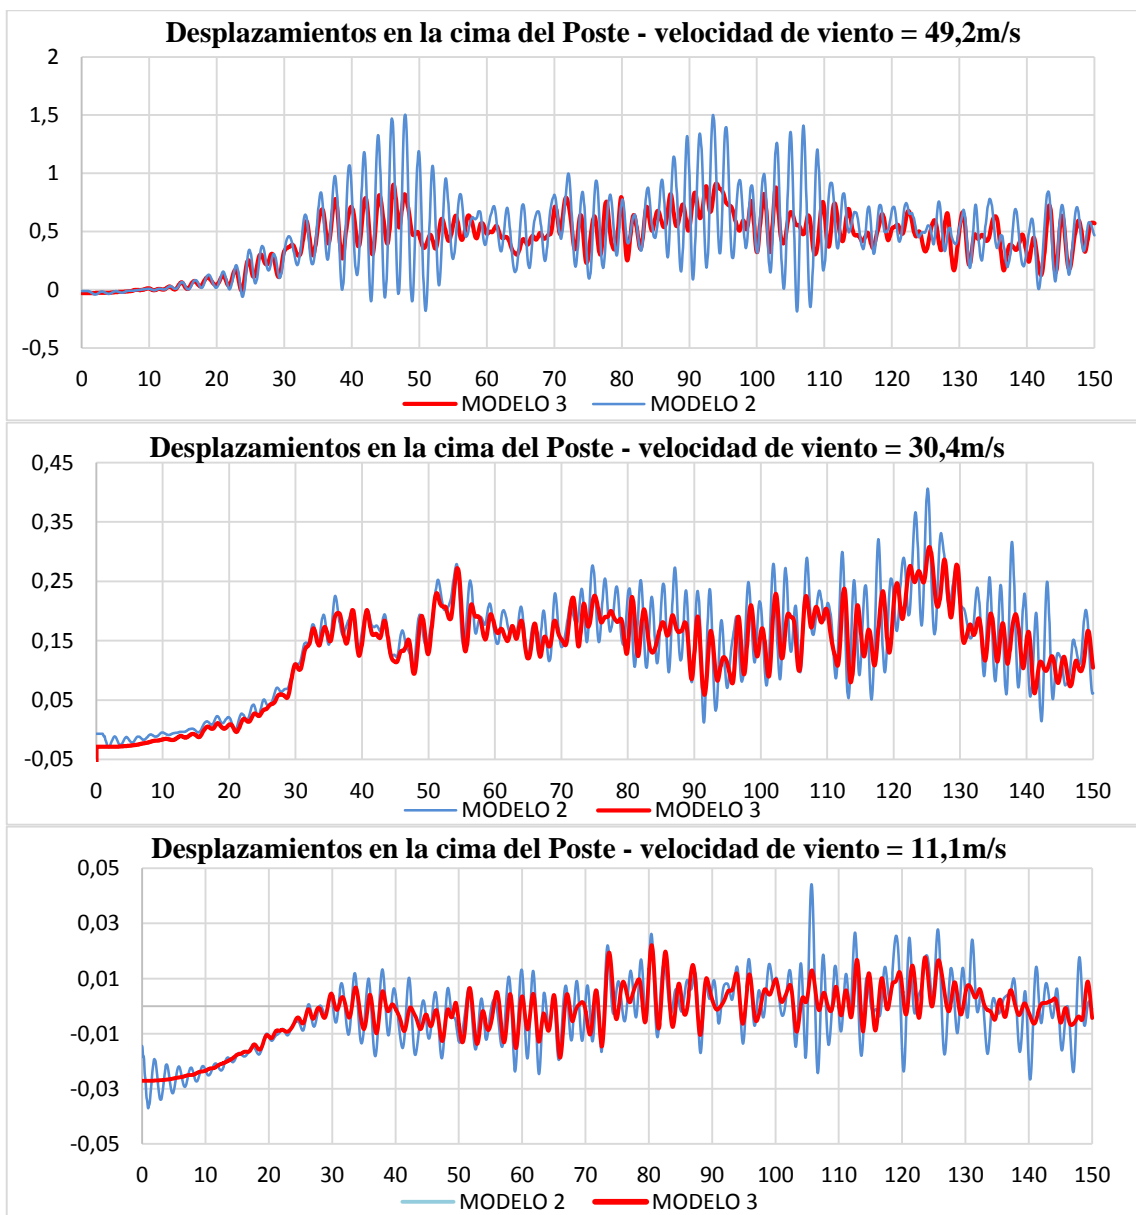 Desplazamientos en la cima del Poste - velocidad de viento = 49,2m/s
2
1,5
1
0,5
0
-0,5
0 10 20 30 40 50 60 70 80 90 100 110 120 130 140 150
MODELO 3 MODELO 2
Desplazamientos en la cima del Poste - velocidad de viento = 30,4m/s
0,45
0,35
0,25
0,15
0,05
-0,05
0 10 20 30 40 50 60 70 80 90 100 110 120 130 140 150
MODELO 2 MODELO 3
Desplazamientos en la cima del Poste - velocidad de viento = 11,1m/s
0,05
0,03
0,01
-0,01
-0,03
-0,05
0 10 20 30 40 50 60 70 80 90 100 110 120 130 140 150
MODELO 2 MODELO 3